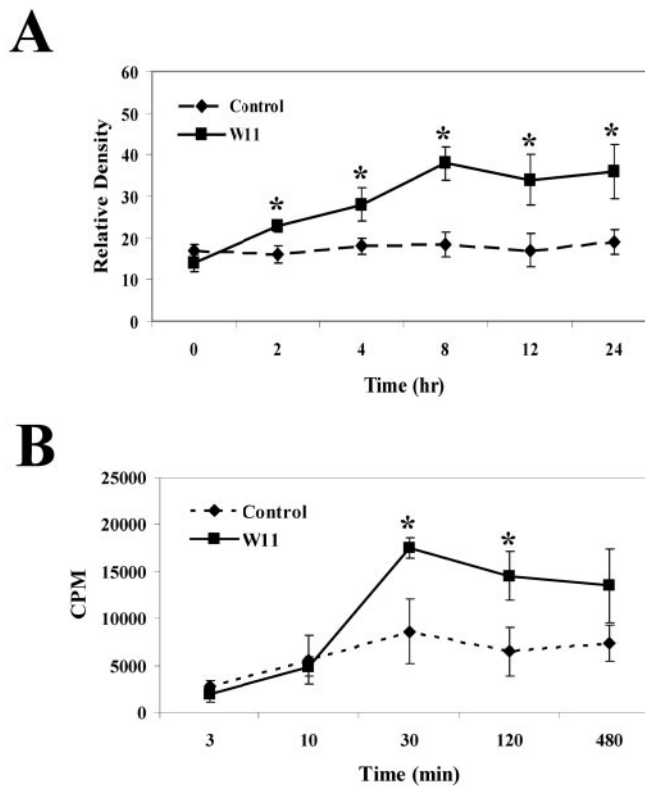 A
Relative Density
60
50
40
30
20
10
0
Control
W11
*
*
*
*
*
0 2 4 8 12 24
Time (hr)
B
CPM
25000
20000
15000
10000
5000
0
Control
W11
*
*
3 10 30 120 480
Time (min)